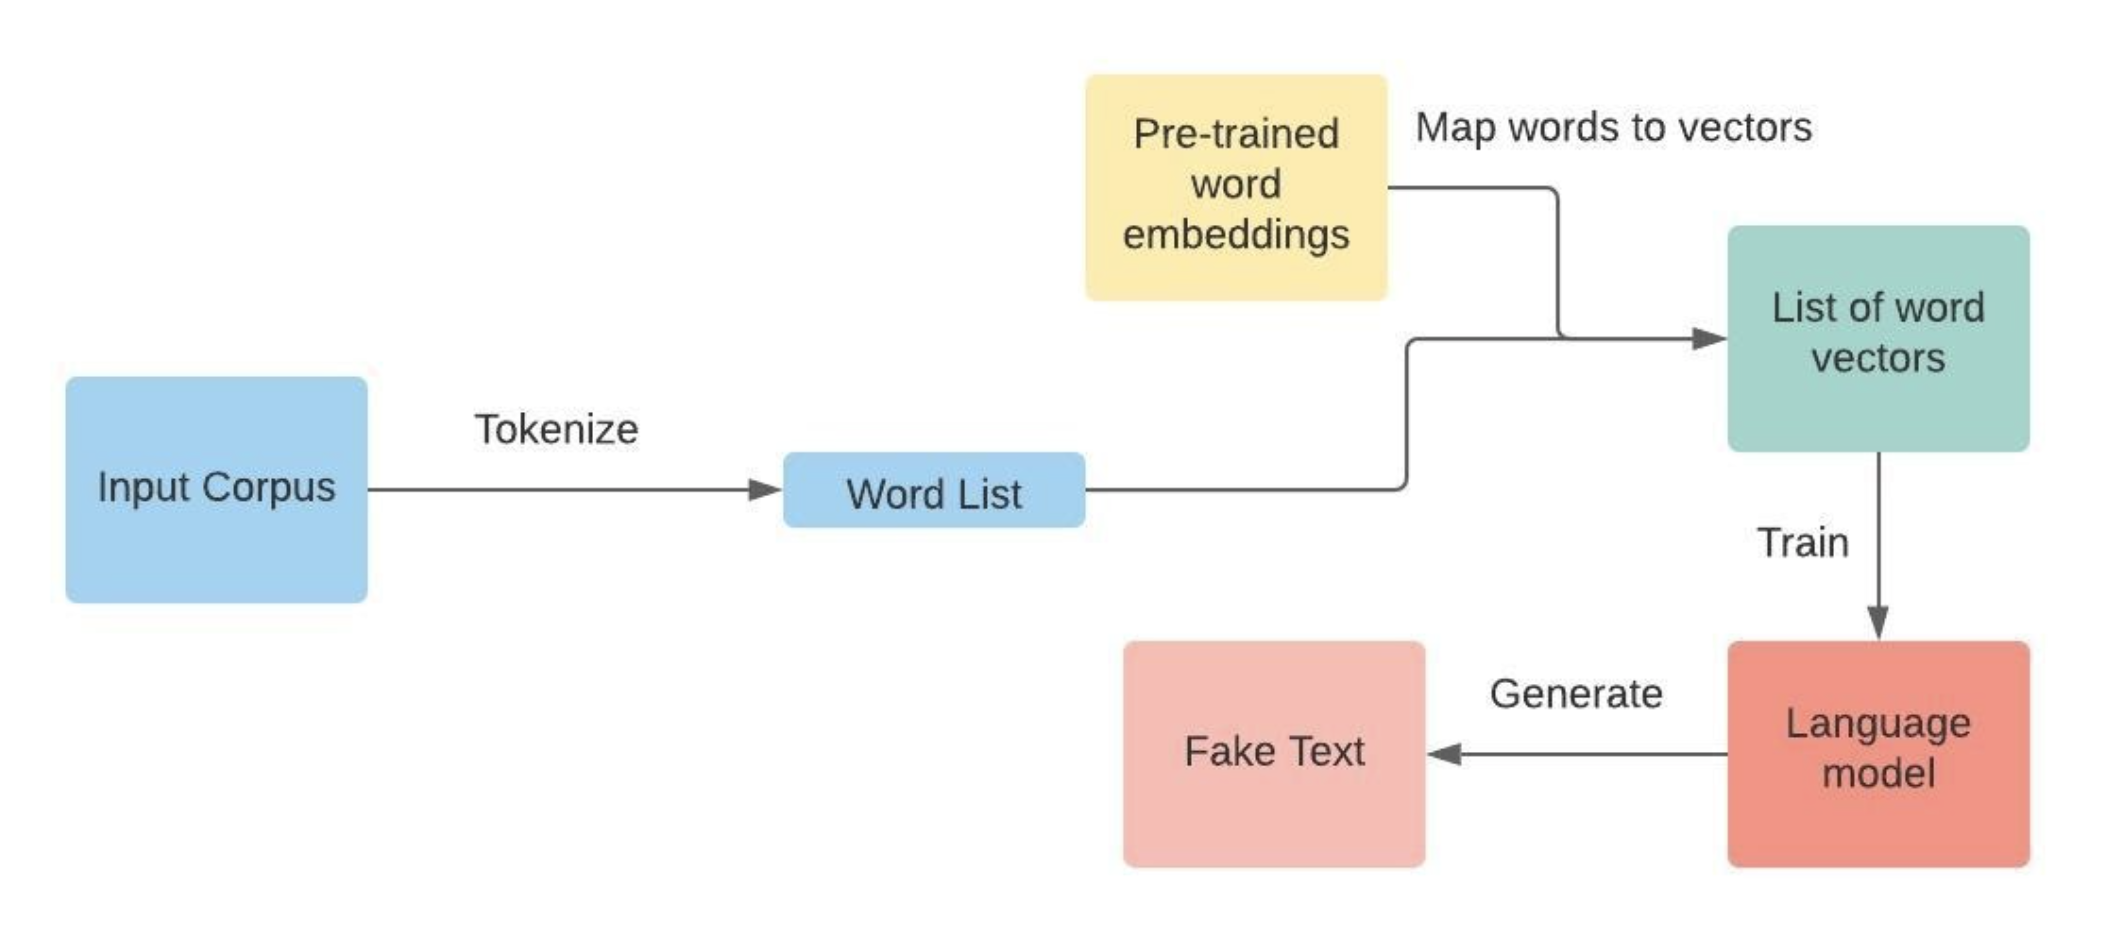 Pre-trained
word
embeddings
Map words to vectors
List of word
vectors
Input Corpus
Tokenize
Word List
Train
Fake Text
Generate
Language
model